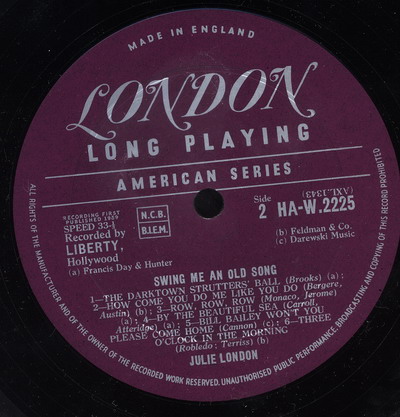 MADE IN ENGLAND
LONDON
LONG PLAYING
AMERICAN SERIES
RECORDING FIRST
PUBLISHED 1959
SPEED 33-⅓
Recorded by
LIBERTY,
Hollywood
(a) Francis Day & Hunter
N.C.B.
B.I.E.M.
Side
2
(AXL.1343)
HA-W.2225
(b) Feldman & Co.
(c) Darewski Music
SWING ME AN OLD SONG
1—THE DARKTOWN STRUTTERS' BALL (Brooks) (a);
2—HOW COME YOU DO ME LIKE YOU DO (Bergere,
Austin) (b); 3—ROW, ROW, ROW (Monaco, Jerome)
(a); 4—BY THE BEAUTIFUL SEA (Carroll,
Atteridge) (a); 5—BILL BAILEY WON'T YOU
PLEASE COME HOME (Cannon) (c); 6—THREE
O'CLOCK IN THE MORNING
(Robledo; Terriss) (b)
JULIE LONDON
ALL RIGHTS OF THE MANUFACTURER AND OF THE OWNER OF THE RECORDED WORK RESERVED. UNAUTHORISED PUBLIC PERFORMANCE, BROADCASTING AND COPYING OF THIS RECORD PROHIBITED